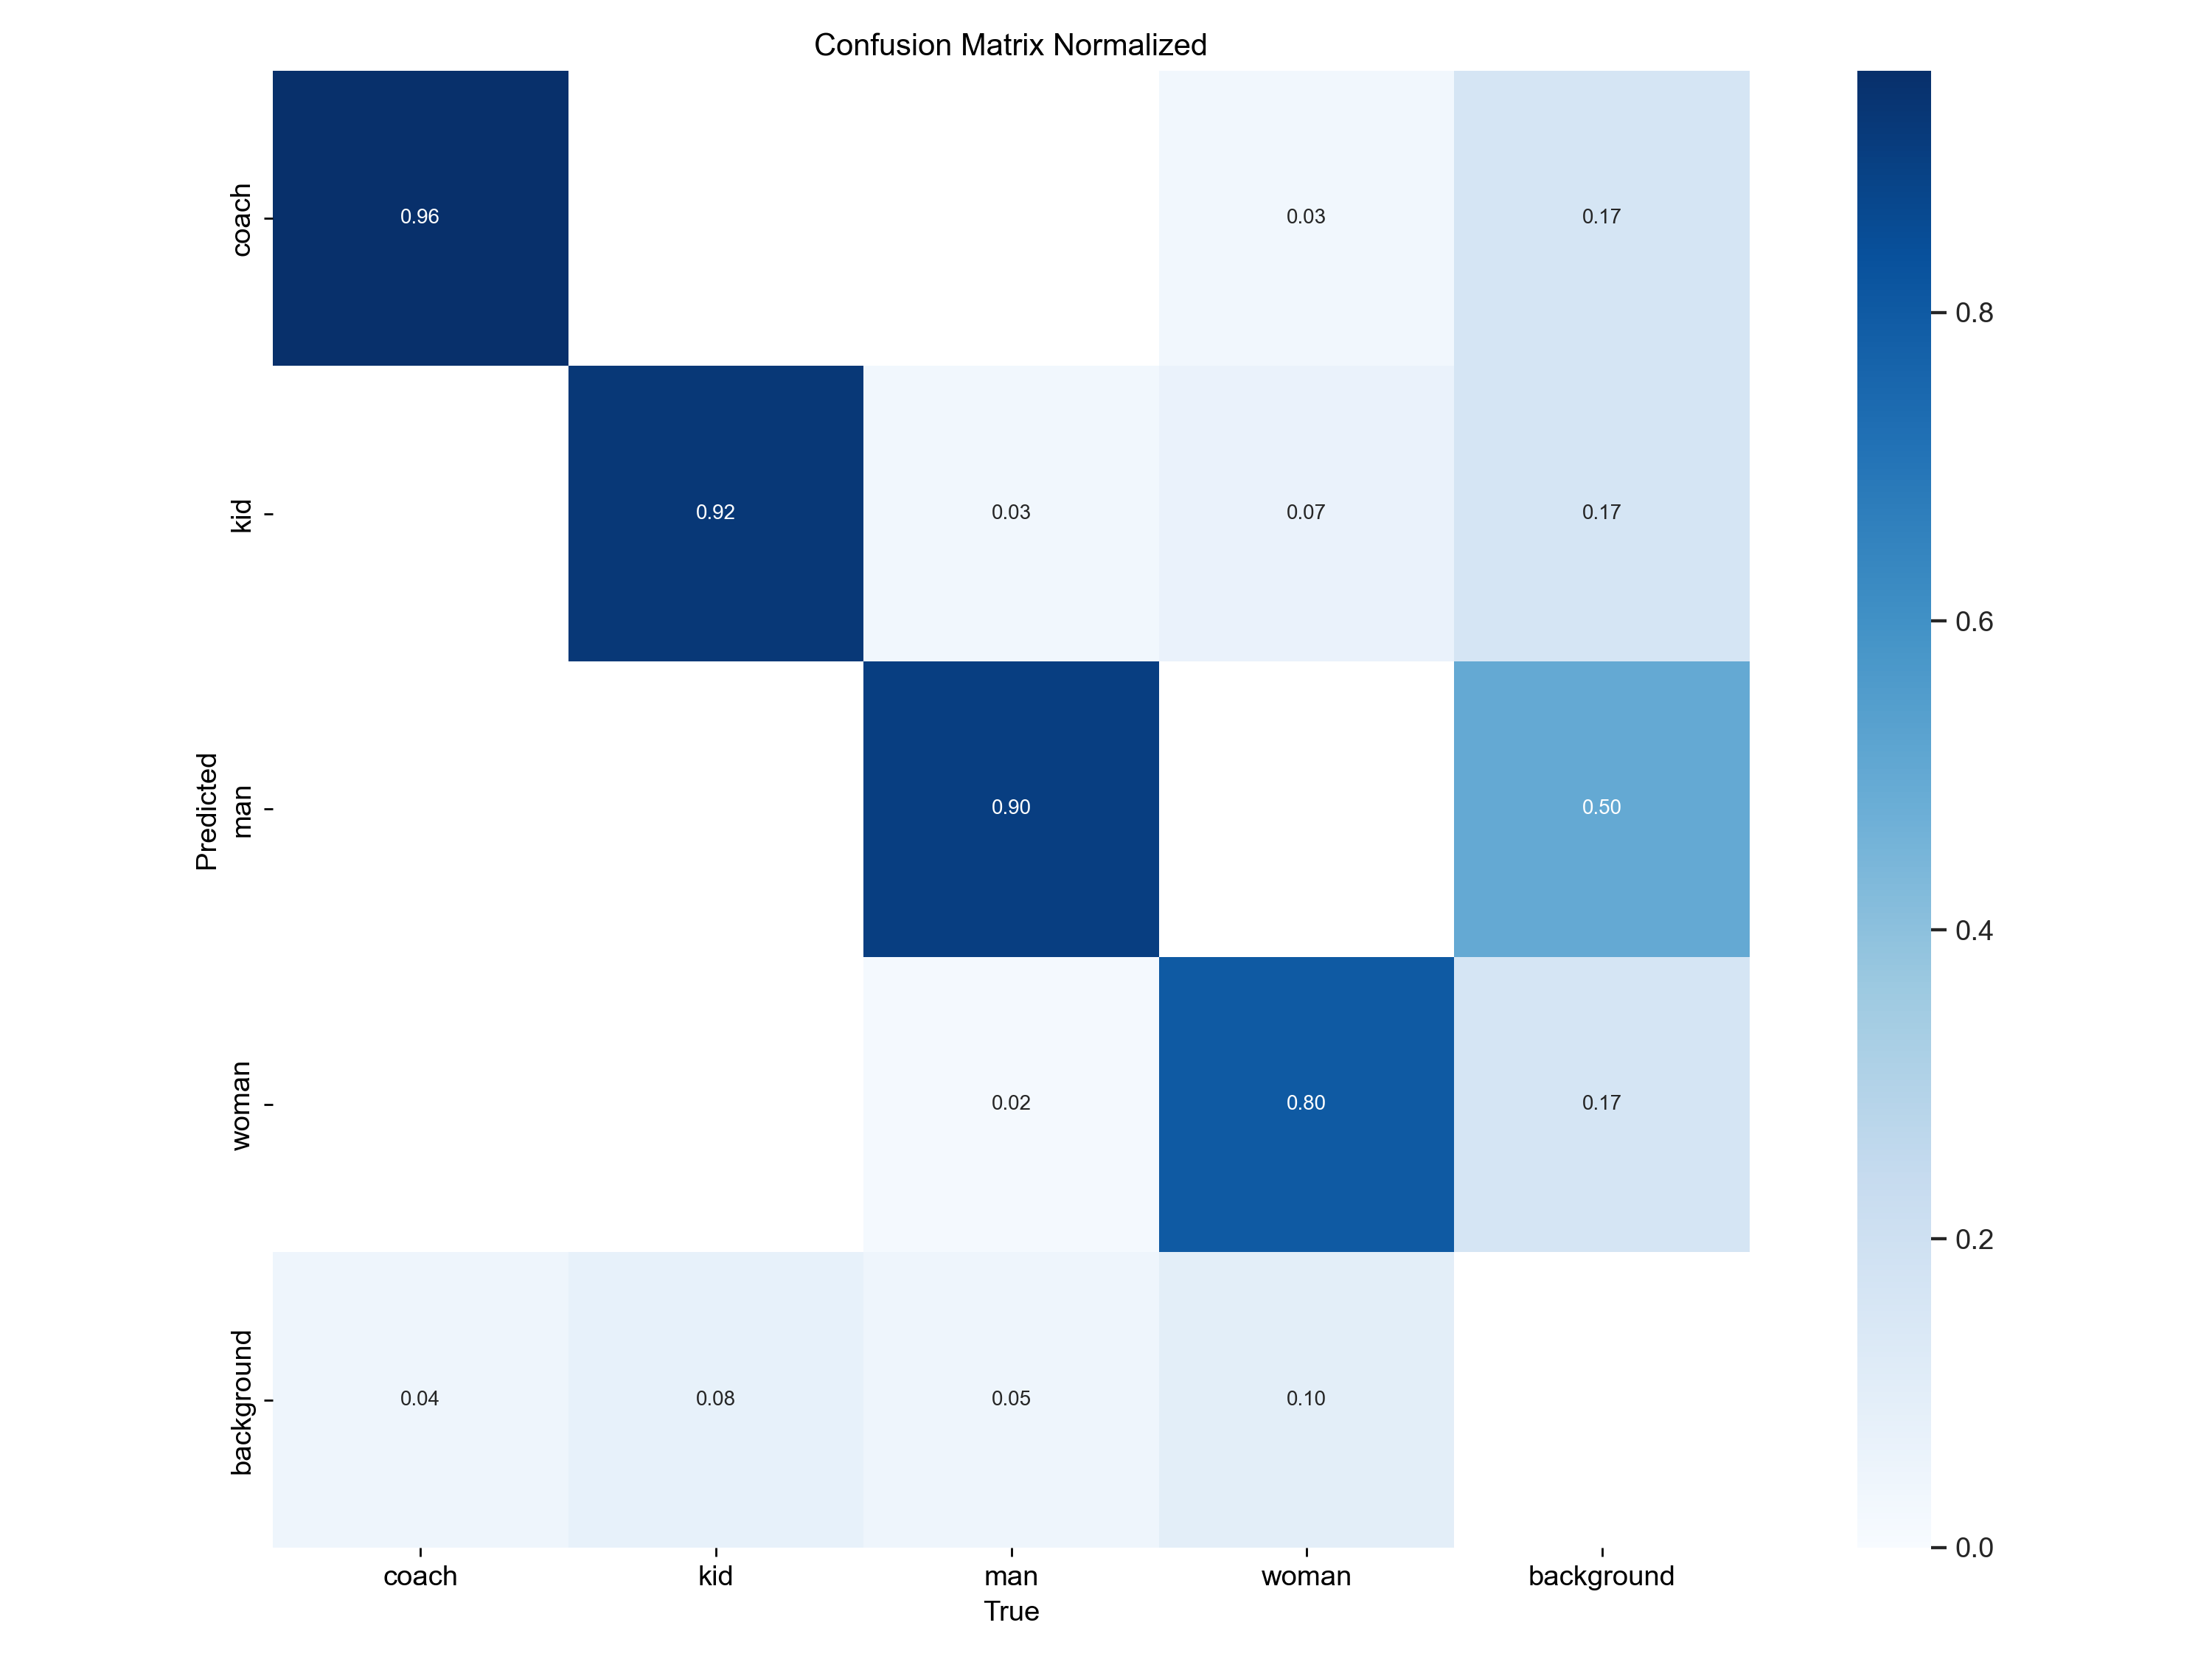 Confusion Matrix Normalized
coach
0.96
0.03
0.17
kid
0.92
0.03
0.07
0.17
Predicted
man
0.90
0.50
woman
0.02
0.80
0.17
background
0.04
0.08
0.05
0.10
coach
kid
man
woman
background
True
0.8
0.6
0.4
0.2
0.0